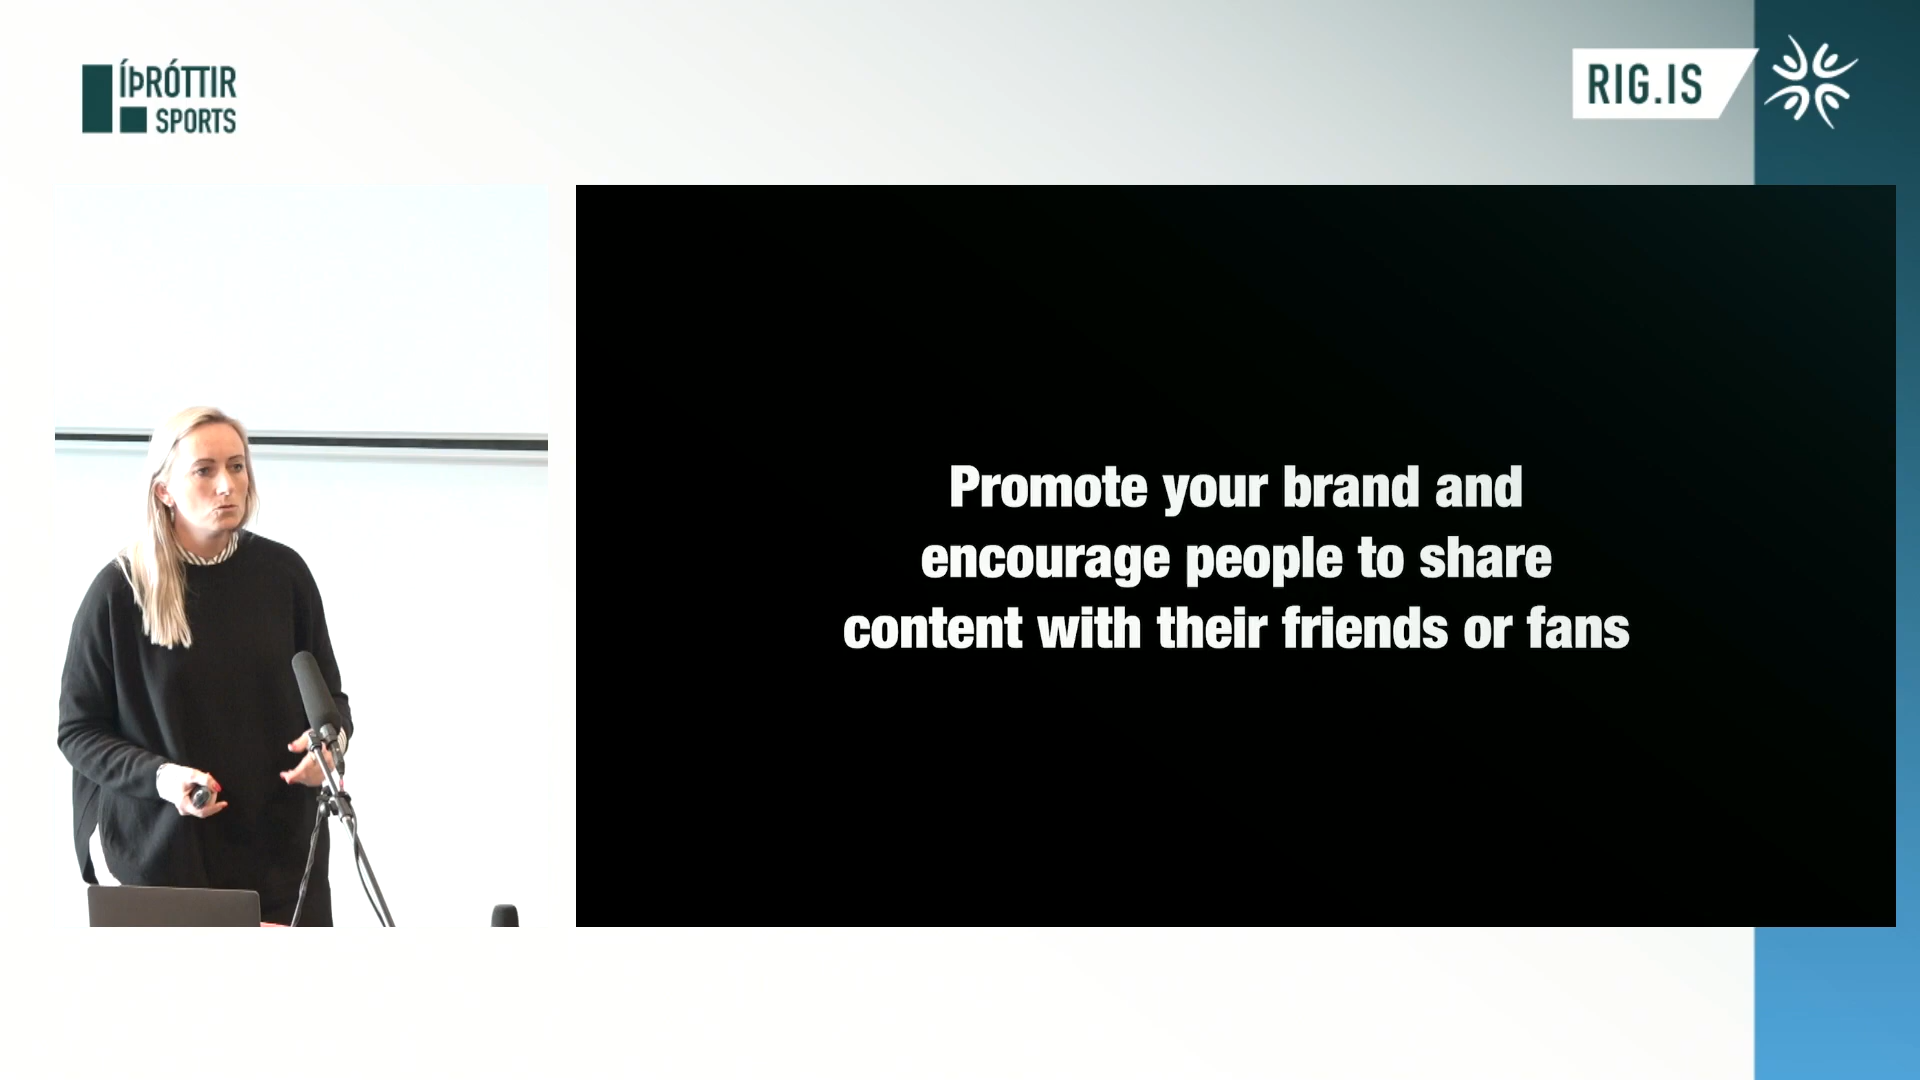 ÍÞRÓTTIR
SPORTS
RIG.IS
Promote your brand and
encourage people to share
content with their friends or fans